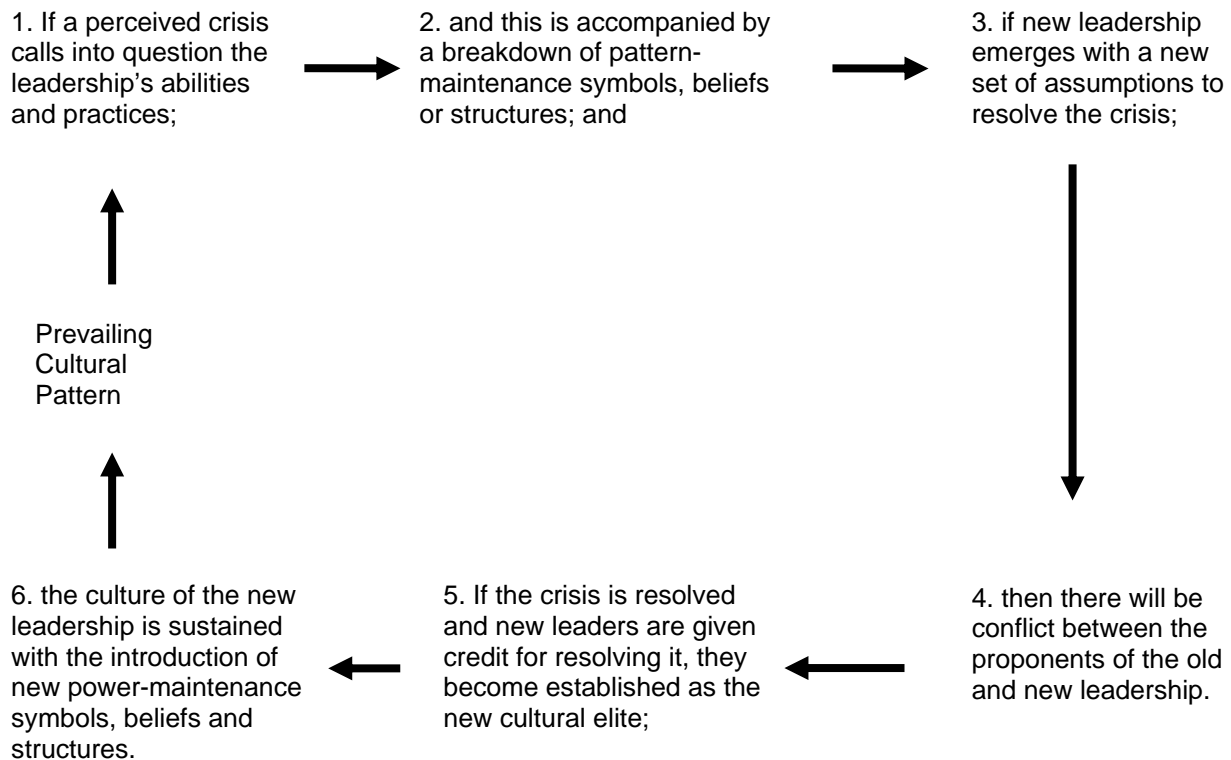 1. If a perceived crisis
calls into question the
leadership’s abilities
and practices;
2. and this is accompanied by
a breakdown of pattern-
maintenance symbols, beliefs
or structures; and
3. if new leadership
emerges with a new
set of assumptions to
resolve the crisis;
Prevailing
Cultural
Pattern
4. then there will be
conflict between the
proponents of the old
and new leadership.
5. If the crisis is resolved
and new leaders are given
credit for resolving it, they
become established as the
new cultural elite;
6. the culture of the new
leadership is sustained
with the introduction of
new power-maintenance
symbols, beliefs and
structures.